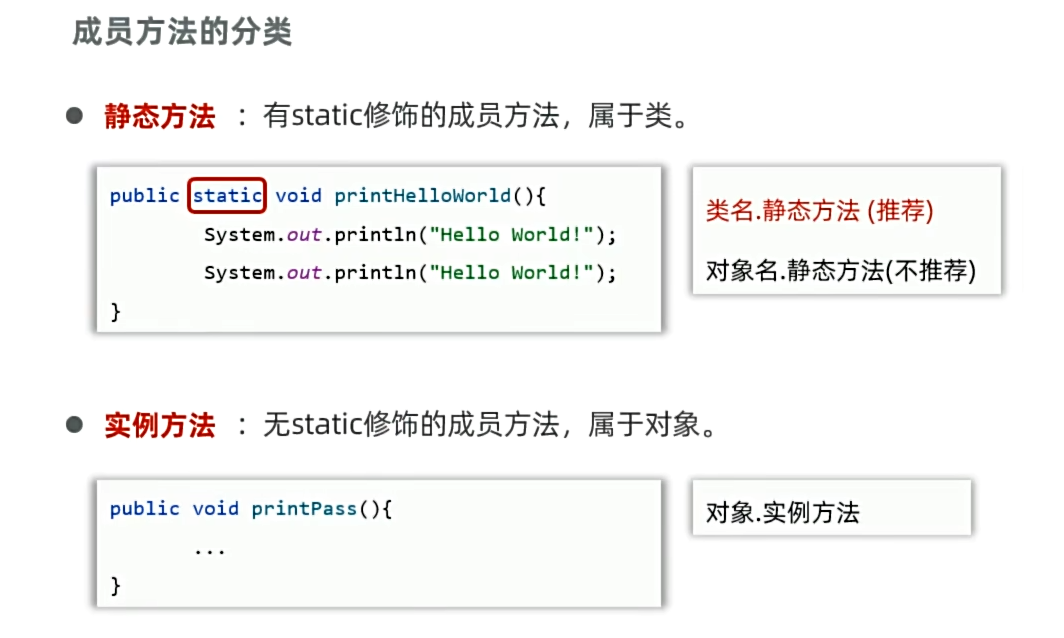 成员方法的分类
● 静态方法 ：有static修饰的成员方法，属于类。
public static void printHelloWorld(){
System.out.println("Hello World!");
System.out.println("Hello World!");
}
类名.静态方法 (推荐)
对象名.静态方法(不推荐)
● 实例方法 ：无static修饰的成员方法，属于对象。
public void printPass(){
...
}
对象.实例方法